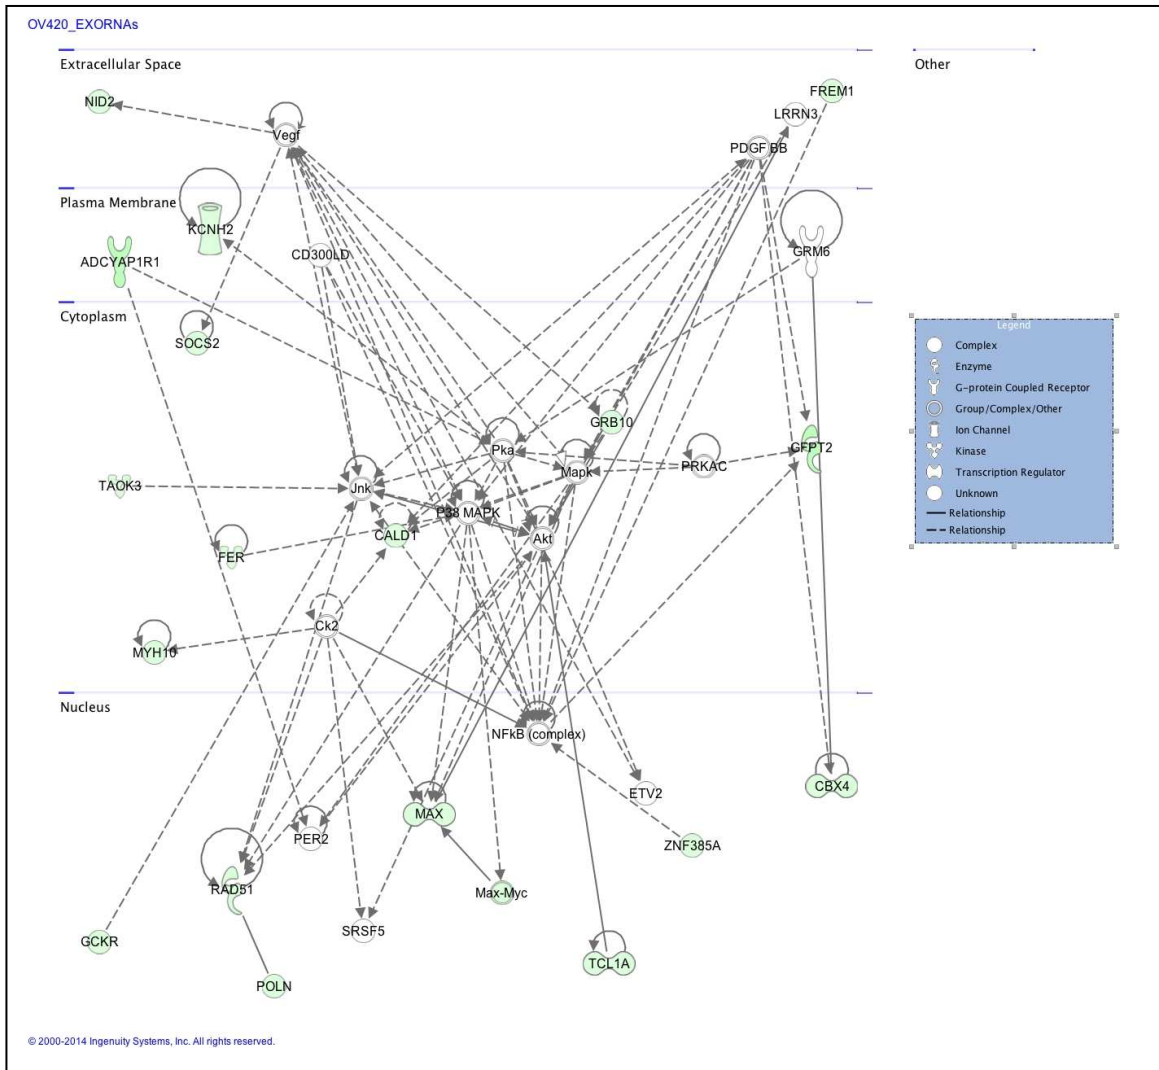 OV420_EXORNAs
Extracellular Space
Other
NID2
FREM1
LRRN3
Vegf
PDGF BB
Plasma Membrane
KCNH2
CD300LD
GRM6
ADCYAP1R1
Cytoplasm
SOCS2
Legend
Complex
Enzyme
G-protein Coupled Receptor
Group/Complex/Other
Ion Channel
Kinase
Transcription Regulator
Unknown
Relationship
Relationship
GRB10
Pka
GFPT2
Mapk
PRKAC
TAOK3
Jnk
P38 MAPK
CALD1
Akt
FER
Ck2
MYH10
Nucleus
NFkB (complex)
ETV2
CBX4
MAX
PER2
ZNF385A
RAD51
Max-Myc
SRSF5
GCKR
TCL1A
POLN
© 2000-2014 Ingenuity Systems, Inc. All rights reserved.